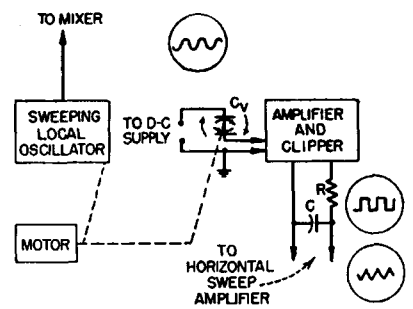 TO MIXER
SWEEPING
LOCAL
OSCILLATOR
TO D-C
SUPPLY
CV
AMPLIFIER
AND
CLIPPER
R
C
MOTOR
TO
HORIZONTAL
SWEEP
AMPLIFIER